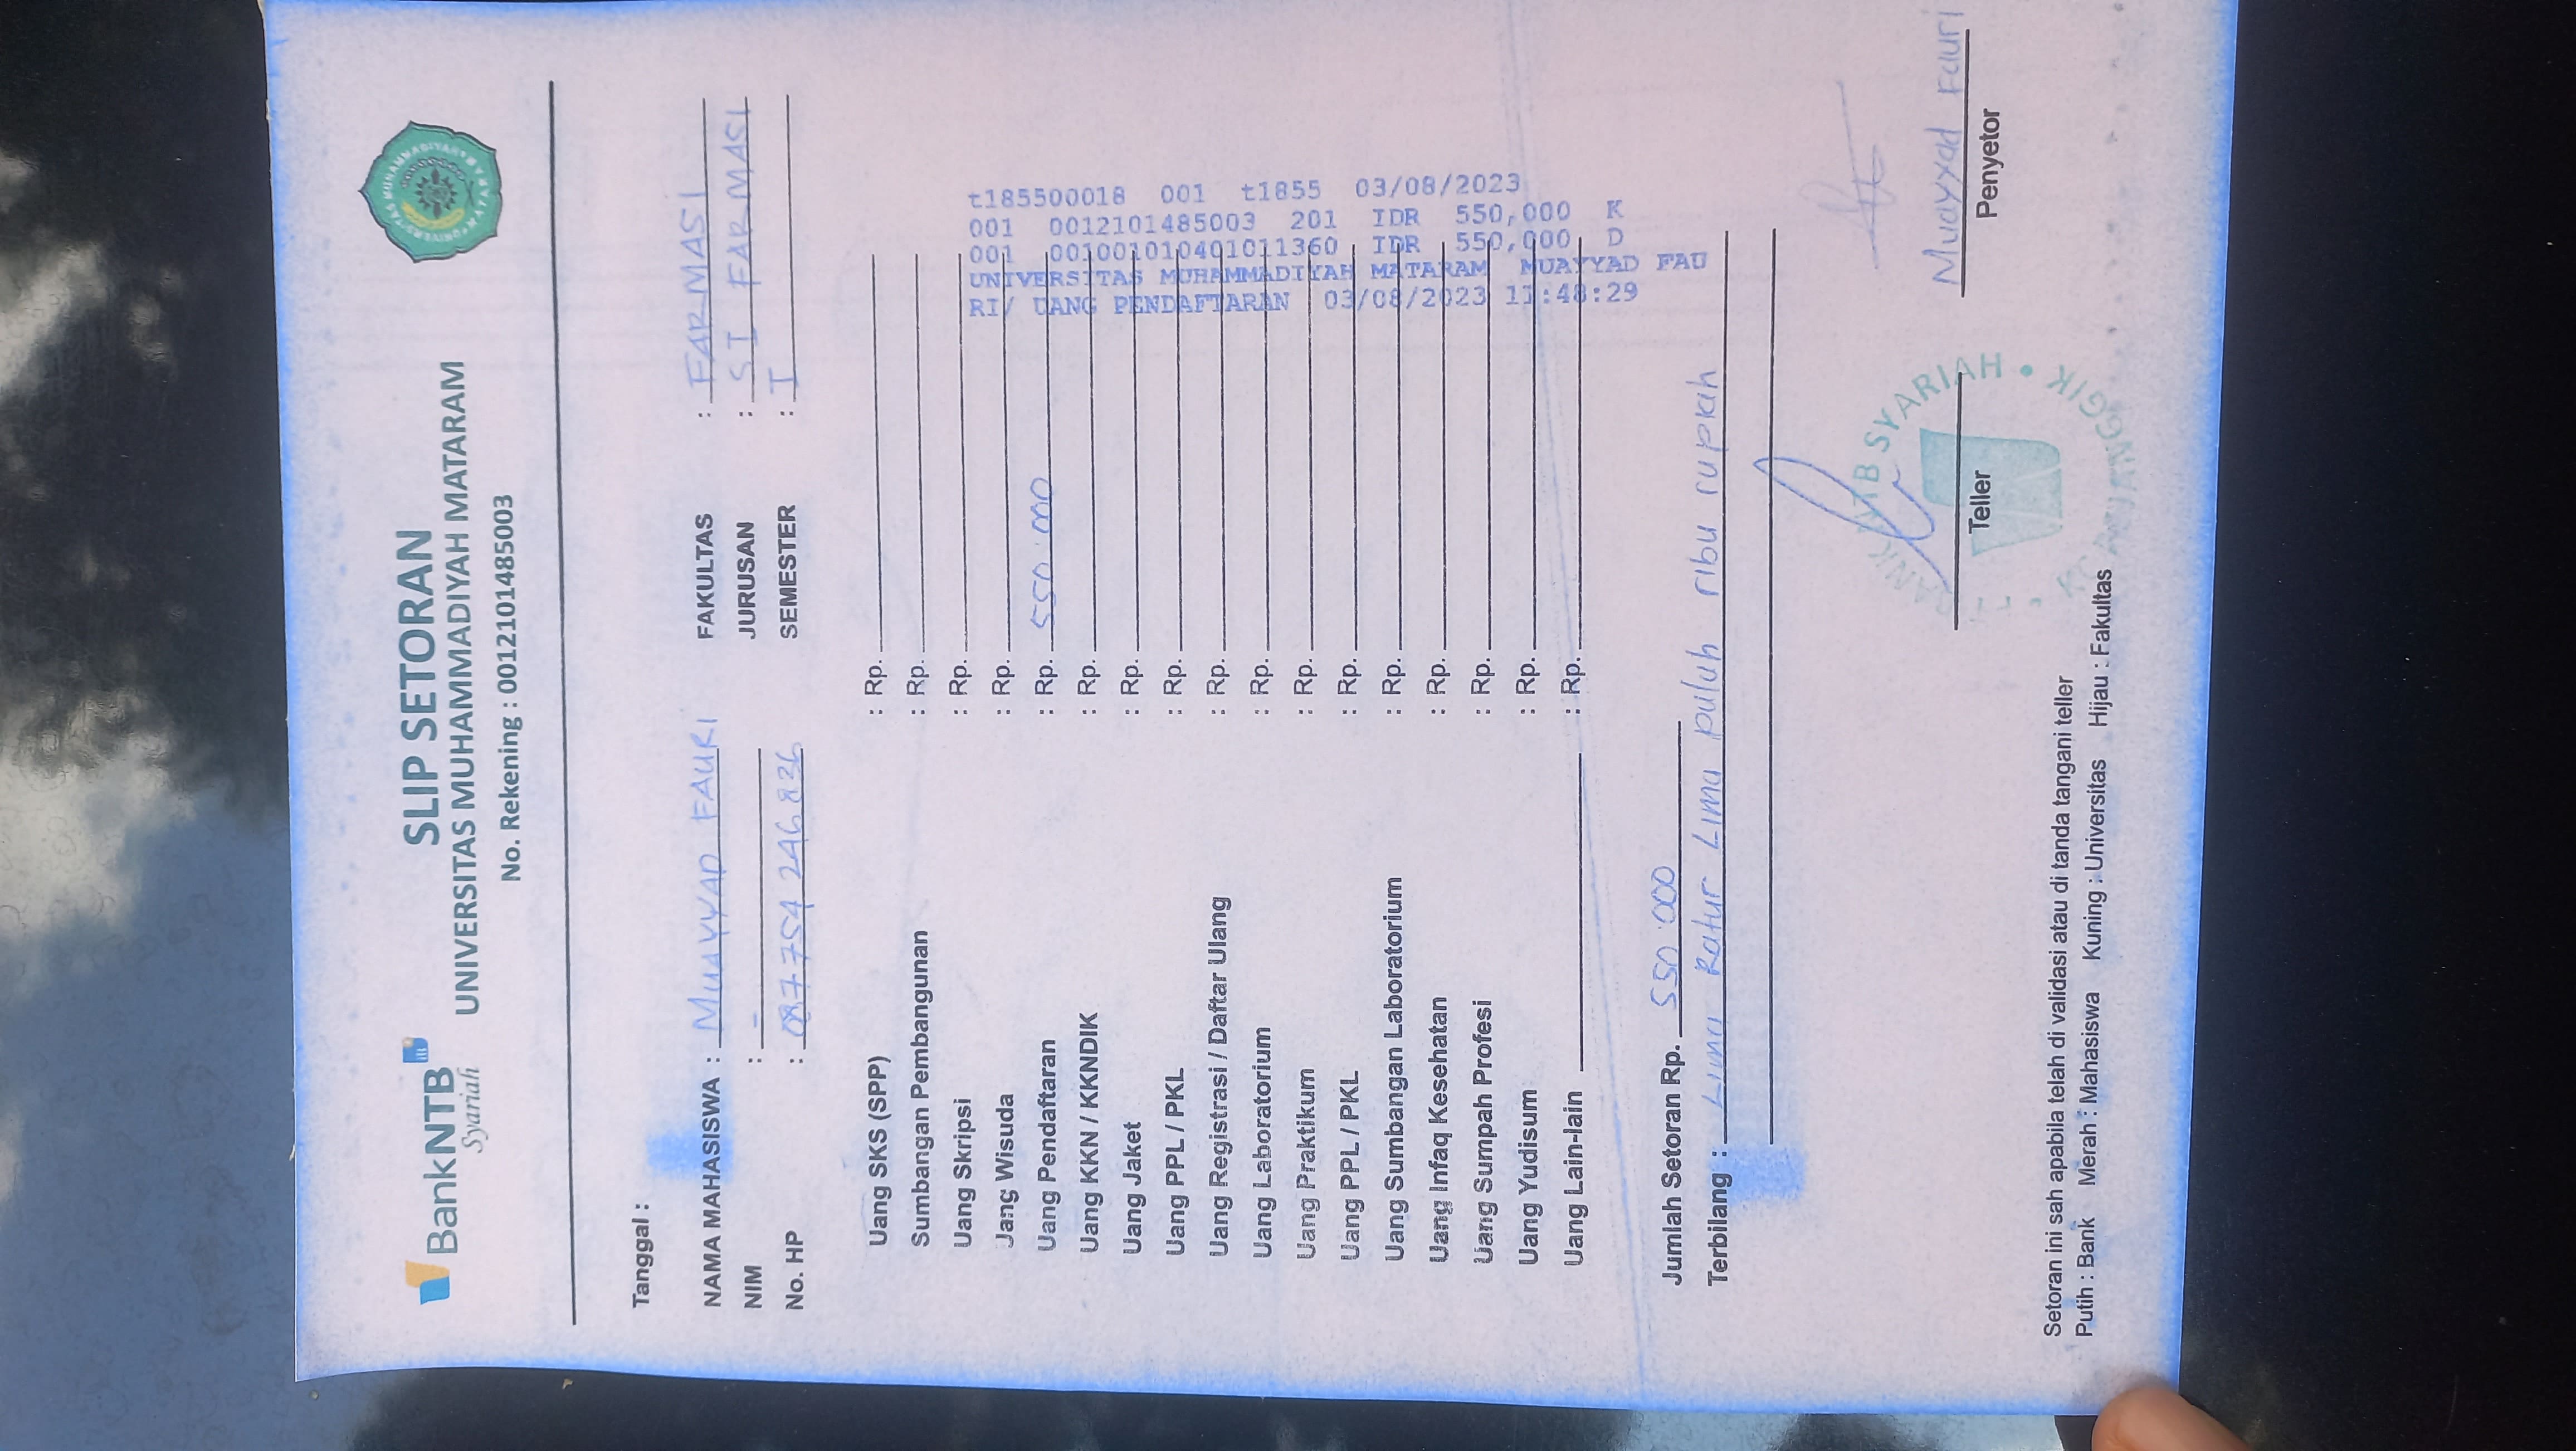 BankNTB
Syariah
SLIP SETORAN
UNIVERSITAS MUHAMMADIYAH MATARAM
No. Rekening : 0012101485003
Tanggal :
NAMA MAHASISWA : MUAYYAD FAURI
NIM : -
No. HP : 087 754 246 836
FAKULTAS : FARMASI
JURUSAN : SI FARMASI
SEMESTER : I
t185500018 001 t1855 03/08/2023
001 0012101485003 201 IDR 550,000 K
001 001001010401011360 IDR 550,000 D
UNIVERSITAS MUHAMMADIYAH MATARAM MUAYYAD FAU
RI/ UANG PENDAFTARAN 03/08/2023 11:48:29
Uang SKS (SPP) : Rp.
Sumbangan Pembangunan : Rp.
Uang Skripsi : Rp.
Uang Wisuda : Rp.
Uang Pendaftaran : Rp. 550.000
Uang KKN / KKNDIK : Rp.
Uang Jaket : Rp.
Uang PPL / PKL : Rp.
Uang Registrasi / Daftar Ulang : Rp.
Uang Laboratorium : Rp.
Uang Praktikum : Rp.
Uang PPL / PKL : Rp.
Uang Sumbangan Laboratorium : Rp.
Uang Infaq Kesehatan : Rp.
Uang Sumpah Profesi : Rp.
Uang Yudisum : Rp.
Uang Lain-lain : Rp.
Jumlah Setoran Rp. 550.000
Terbilang : Lima Ratur Lima puluh ribu rupiah
BANK NTB SYARIAH
Teller
Muayyad Fauri
Penyetor
Setoran ini sah apabila telah di validasi atau di tanda tangani teller
Putih : Bank Merah : Mahasiswa Kuning : Universitas Hijau : Fakultas